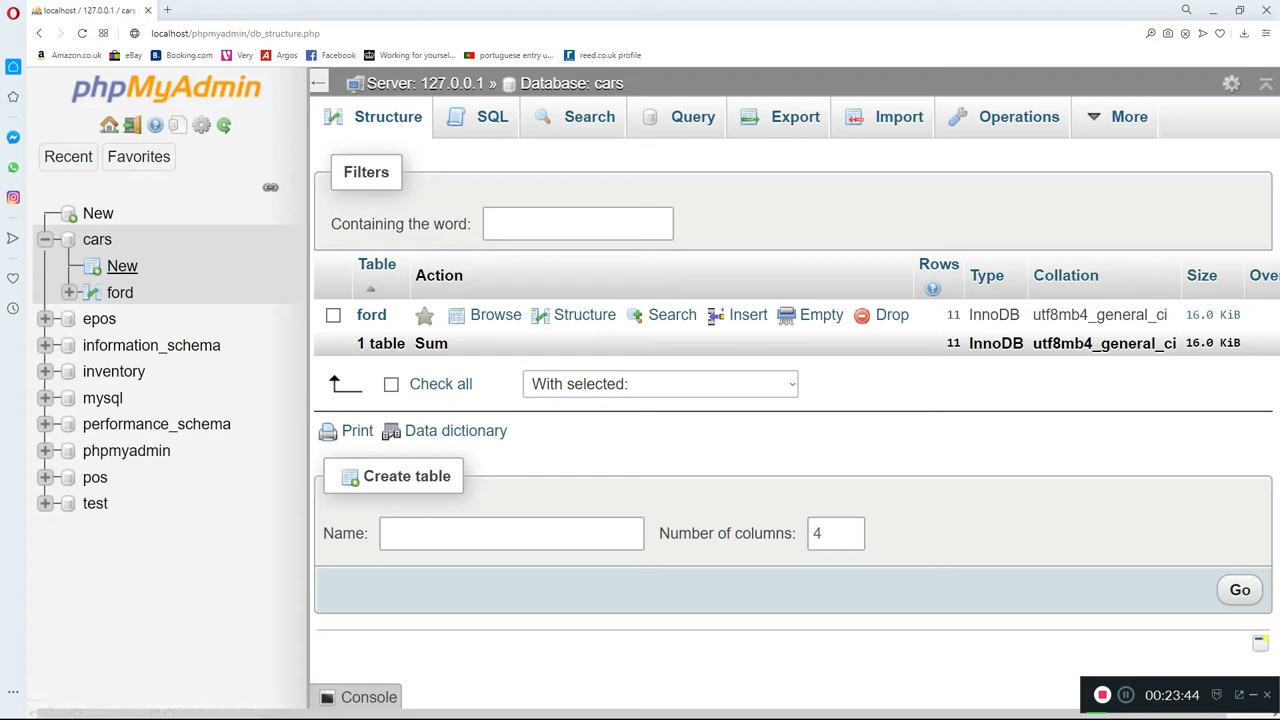 localhost / 127.0.0.1 / cars
localhost/phpmyadmin/db_structure.php
Amazon.co.uk eBay Booking.com Very Argos Facebook Working for yoursel... portuguese entry u... reed.co.uk profile
phpMyAdmin
Recent Favorites
New
cars
New
ford
epos
information_schema
inventory
mysql
performance_schema
phpmyadmin
pos
test
Server: 127.0.0.1 » Database: cars
Structure SQL Search Query Export Import Operations More
Filters
Containing the word:
Table Action Rows Type Collation Size Over
ford Browse Structure Search Insert Empty Drop 11 InnoDB utf8mb4_general_ci 16.0 KiB
1 table Sum 11 InnoDB utf8mb4_general_ci 16.0 KiB
Check all With selected:
Print Data dictionary
Create table
Name: Number of columns: 4
Go
Console
00:23:44